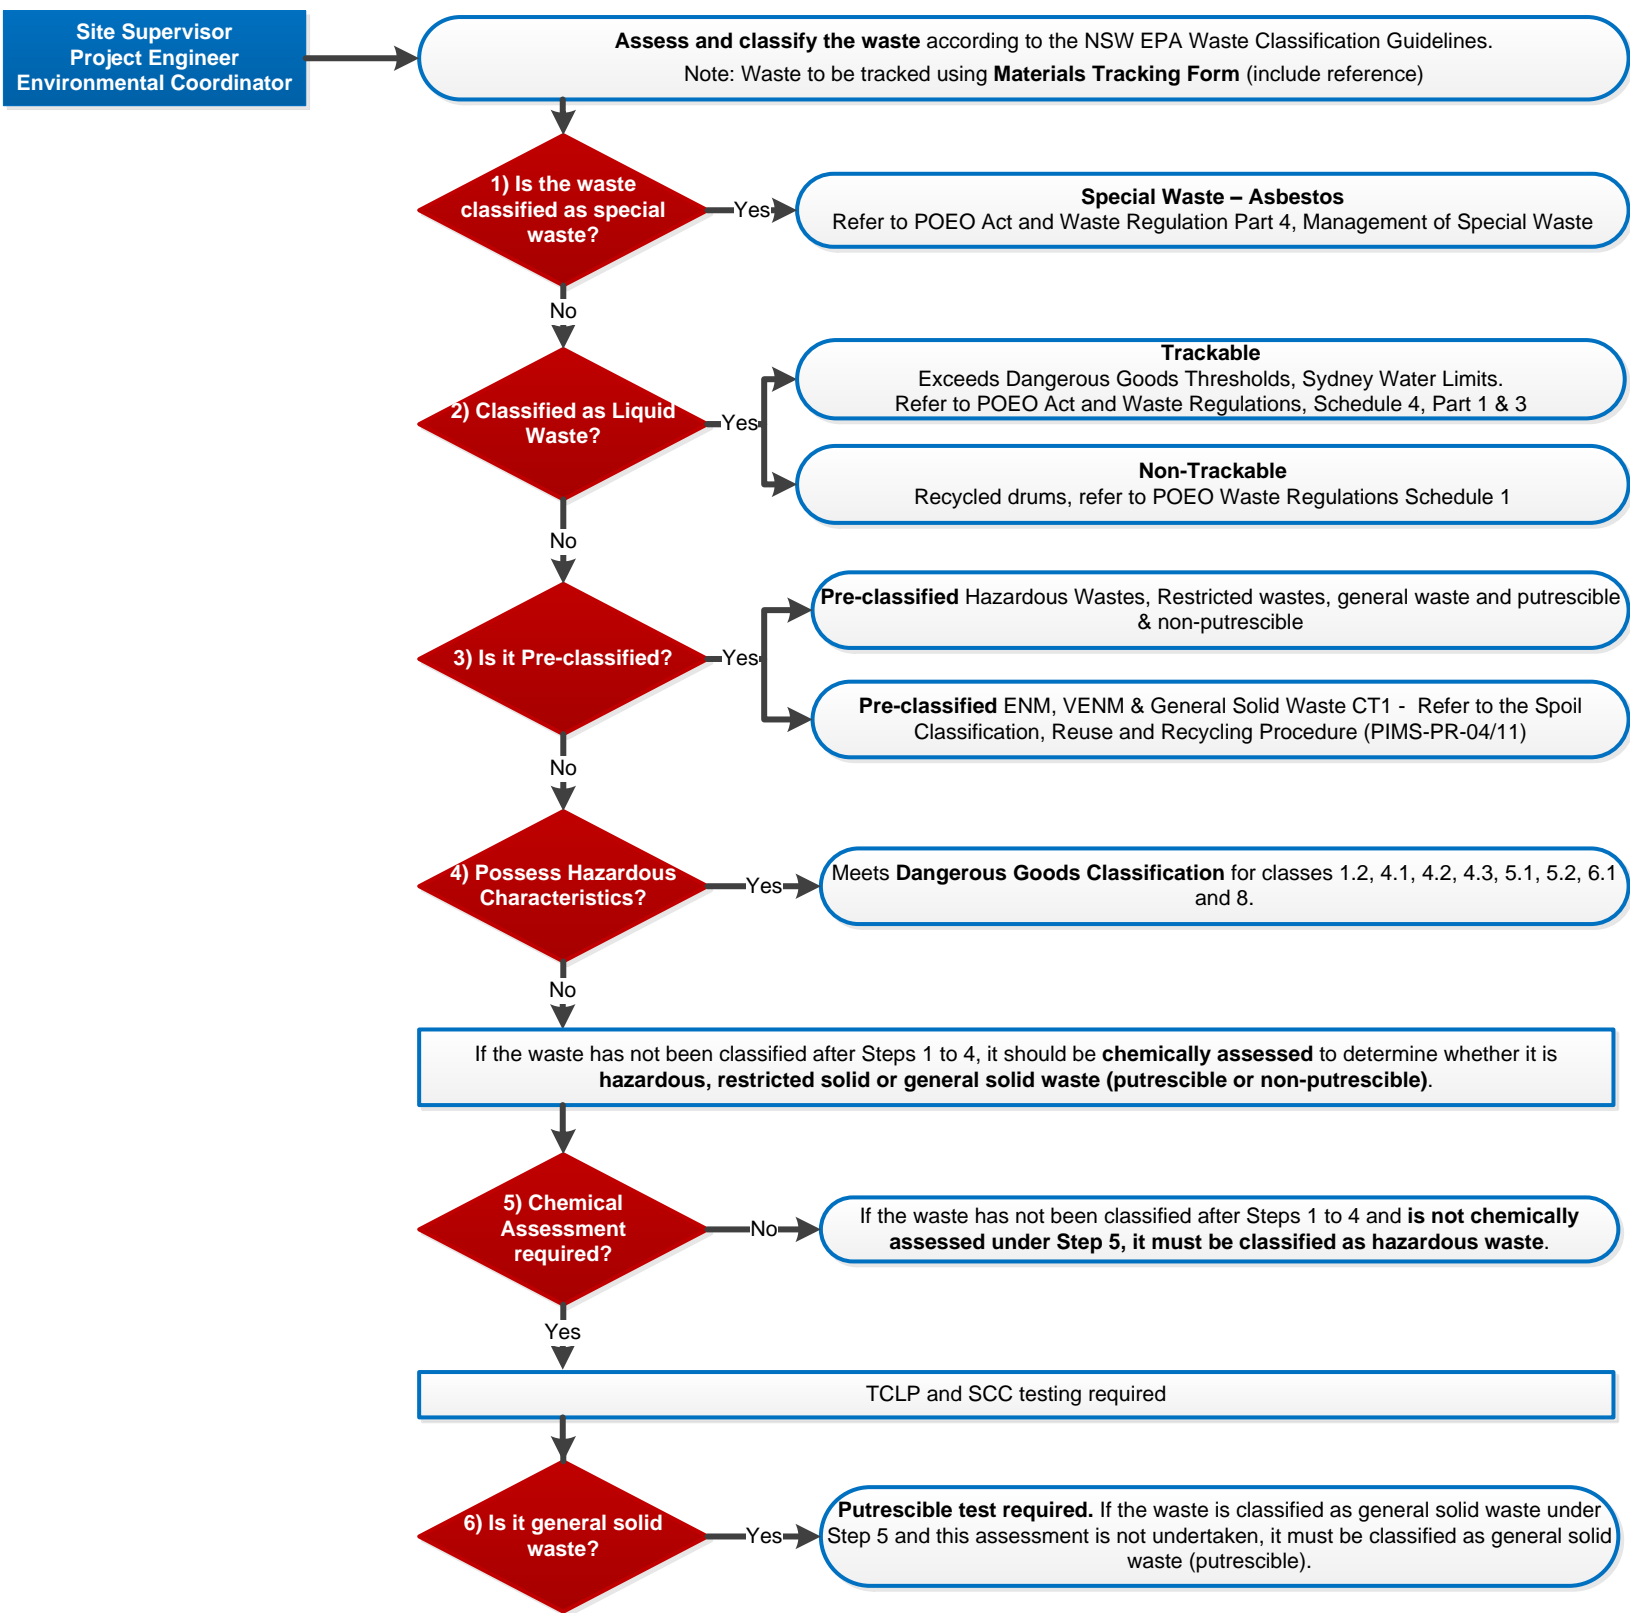 Site Supervisor
Project Engineer
Environmental Coordinator
Assess and classify the waste according to the NSW EPA Waste Classification Guidelines.
Note: Waste to be tracked using Materials Tracking Form (include reference)
1) Is the waste
classified as special
waste?
Yes
Special Waste – Asbestos
Refer to POEO Act and Waste Regulation Part 4, Management of Special Waste
No
2) Classified as Liquid
Waste?
Yes
Trackable
Exceeds Dangerous Goods Thresholds, Sydney Water Limits.
Refer to POEO Act and Waste Regulations, Schedule 4, Part 1 & 3
Non-Trackable
Recycled drums, refer to POEO Waste Regulations Schedule 1
No
3) Is it Pre-classified?
Yes
Pre-classified Hazardous Wastes, Restricted wastes, general waste and putrescible
& non-putrescible
Pre-classified ENM, VENM & General Solid Waste CT1 - Refer to the Spoil
Classification, Reuse and Recycling Procedure (PIMS-PR-04/11)
No
4) Possess Hazardous
Characteristics?
Yes
Meets Dangerous Goods Classification for classes 1.2, 4.1, 4.2, 4.3, 5.1, 5.2, 6.1
and 8.
No
If the waste has not been classified after Steps 1 to 4, it should be chemically assessed to determine whether it is
hazardous, restricted solid or general solid waste (putrescible or non-putrescible).
5) Chemical
Assessment
required?
No
If the waste has not been classified after Steps 1 to 4 and is not chemically
assessed under Step 5, it must be classified as hazardous waste.
Yes
TCLP and SCC testing required
6) Is it general solid
waste?
Yes
Putrescible test required. If the waste is classified as general solid waste under
Step 5 and this assessment is not undertaken, it must be classified as general solid
waste (putrescible).